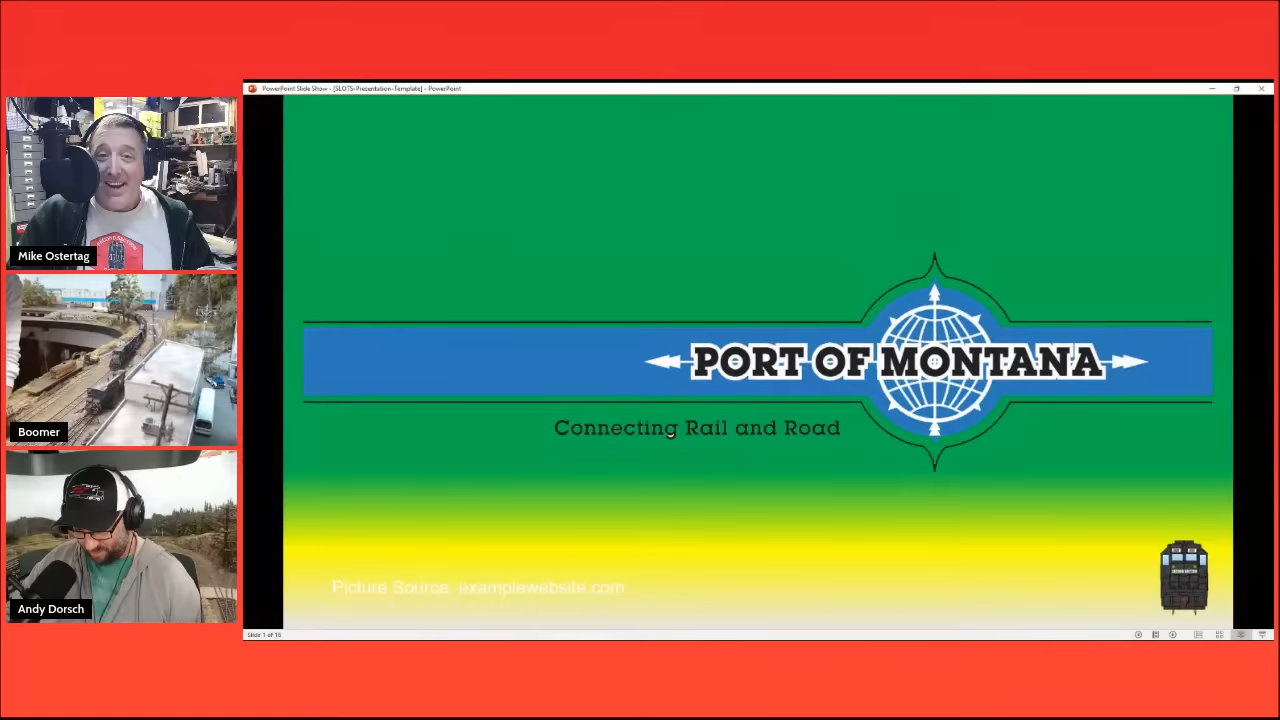 PowerPoint Slide Show - [SLOTS-Presentation-Template] - PowerPoint
Mike Ostertag
Boomer
Andy Dorsch
PORT OF MONTANA
Connecting Rail and Road
Picture Source: examplewebsite.com
Slide 1 of 16